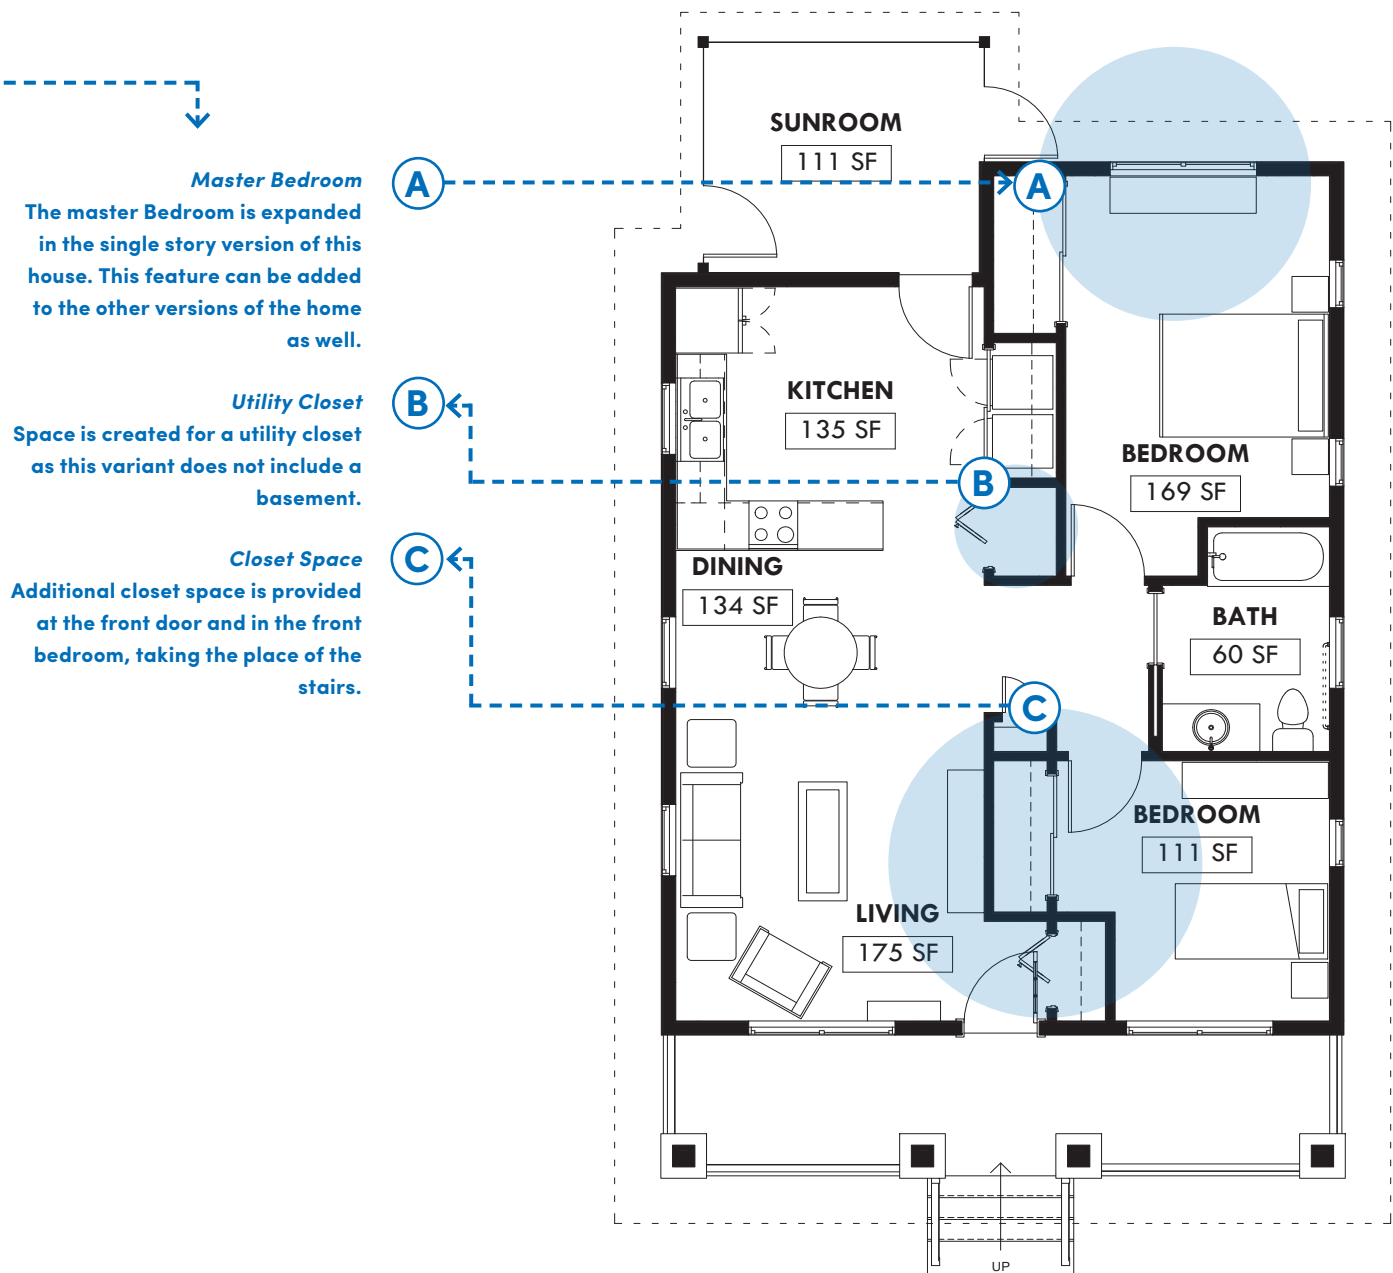 Master Bedroom
The master Bedroom is expanded
in the single story version of this
house. This feature can be added
to the other versions of the home
as well.
A
Utility Closet
Space is created for a utility closet
as this variant does not include a
basement.
B
Closet Space
Additional closet space is provided
at the front door and in the front
bedroom, taking the place of the
stairs.
C
SUNROOM
111 SF
A
KITCHEN
135 SF
BEDROOM
169 SF
B
DINING
134 SF
BATH
60 SF
C
BEDROOM
111 SF
LIVING
175 SF
UP